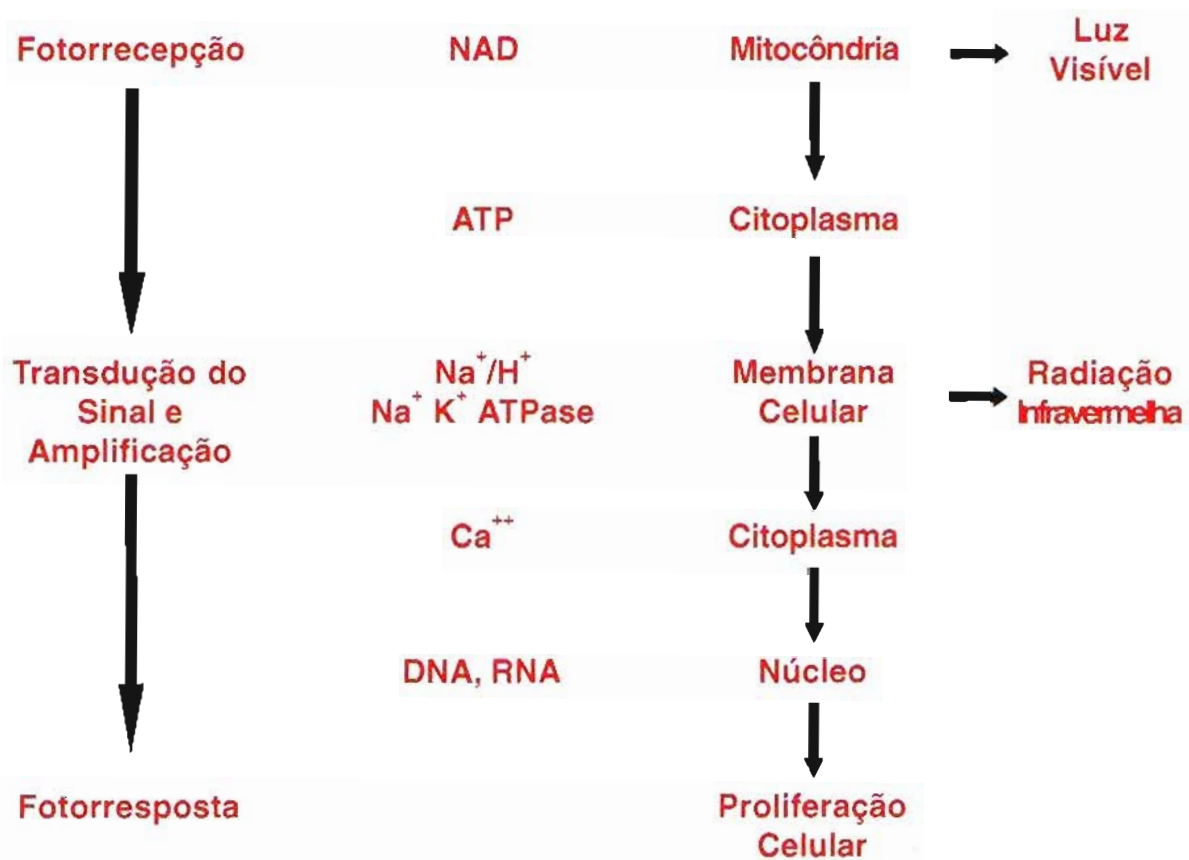 Fotorrecepção NAD Mitocôndria Luz
Visível
ATP Citoplasma
Transdução do Na⁺/H⁺ Membrana Radiação
Sinal e Na⁺ K⁺ ATPase Celular Infravermelha
Amplificação
Ca⁺⁺ Citoplasma
DNA, RNA Núcleo
Fotorresposta Proliferação
Celular